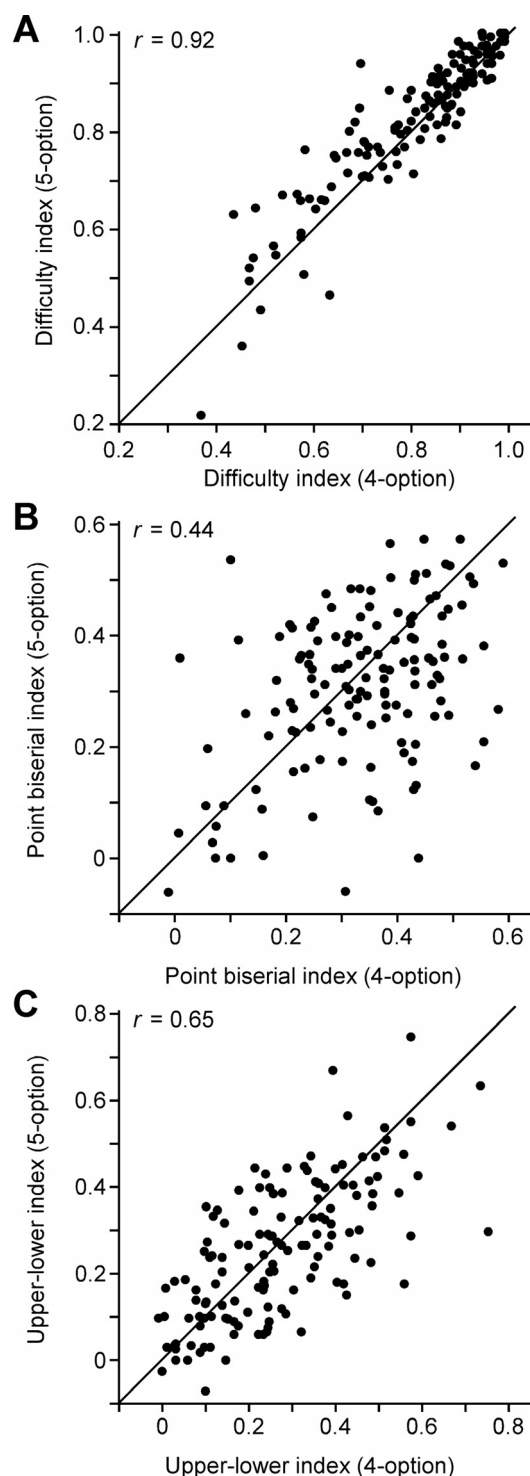 A
r = 0.92
1.0
0.8
0.6
0.4
0.2
Difficulty index (5-option)
0.2 0.4 0.6 0.8 1.0
Difficulty index (4-option)
B
r = 0.44
0.6
0.4
0.2
0
Point biserial index (5-option)
0 0.2 0.4 0.6
Point biserial index (4-option)
C
r = 0.65
0.8
0.6
0.4
0.2
0
Upper-lower index (5-option)
0 0.2 0.4 0.6 0.8
Upper-lower index (4-option)